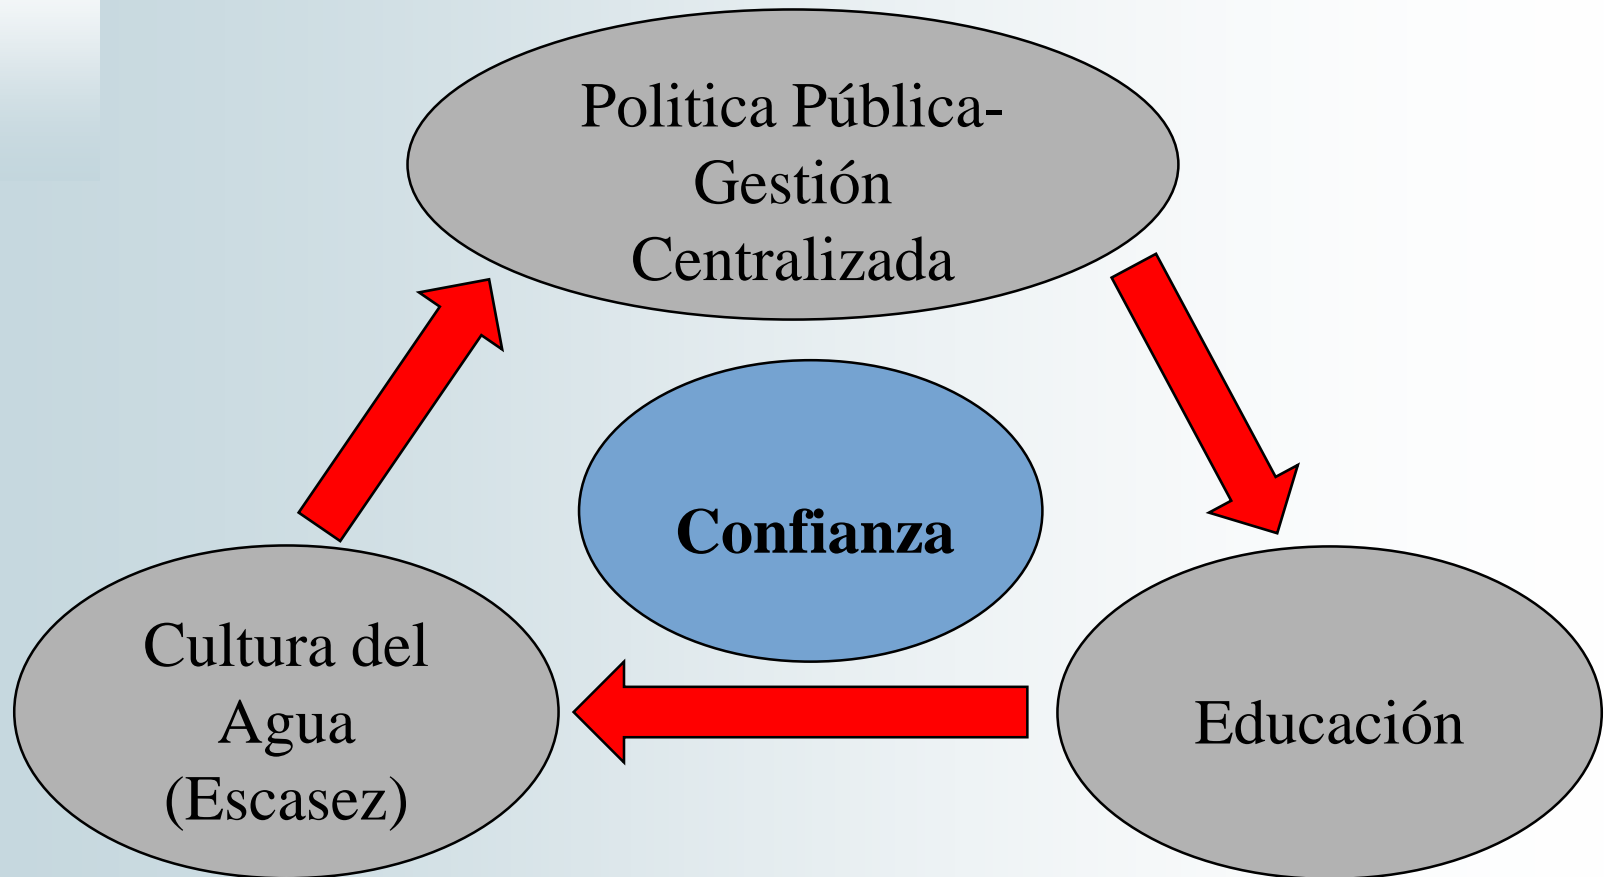 Politica Pública-
Gestión
Centralizada
Confianza
Cultura del
Agua
(Escasez)
Educación